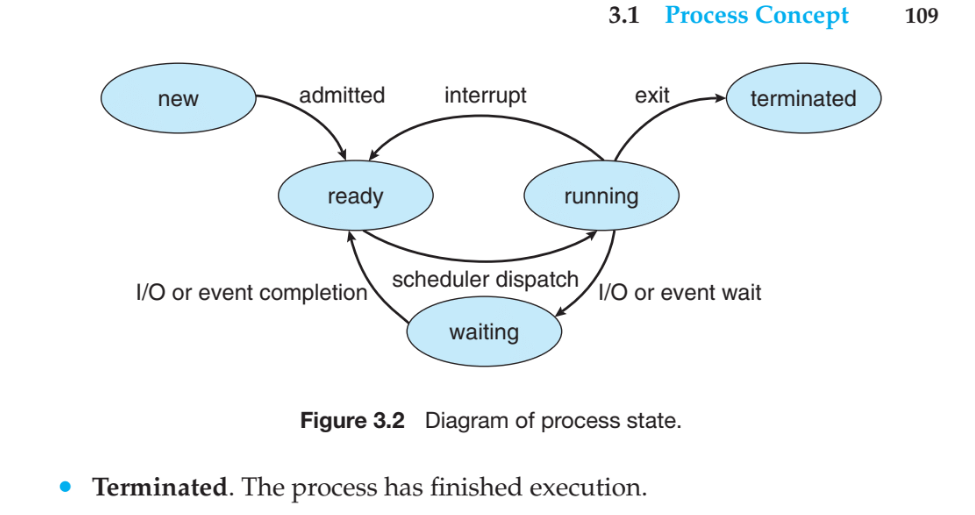 3.1 Process Concept 109
new
admitted
interrupt
exit
terminated
ready
running
I/O or event completion
scheduler dispatch
I/O or event wait
waiting
Figure 3.2 Diagram of process state.
• Terminated. The process has finished execution.